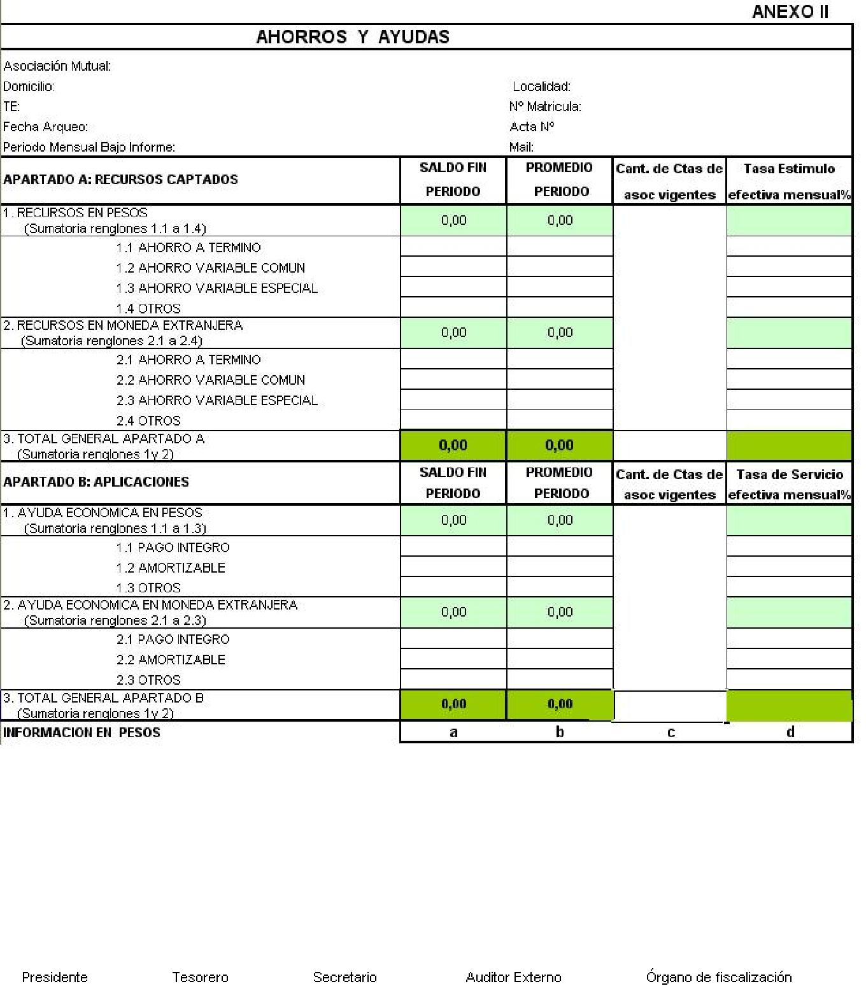 ANEXO II
AHORROS Y AYUDAS
Asociación Mutual:
Domicilio: Localidad:
TE: Nº Matricula:
Fecha Arqueo: Acta Nº
Periodo Mensual Bajo Informe: Mail:
APARTADO A: RECURSOS CAPTADOS
SALDO FIN PERIODO
PROMEDIO PERIODO
Cant. de Ctas de asoc vigentes
Tasa Estimulo efectiva mensual%
1. RECURSOS EN PESOS
(Sumatoria renglones 1.1 a 1.4) 0,00 0,00
1.1 AHORRO A TERMINO
1.2 AHORRO VARIABLE COMUN
1.3 AHORRO VARIABLE ESPECIAL
1.4 OTROS
2. RECURSOS EN MONEDA EXTRANJERA
(Sumatoria renglones 2.1 a 2.4) 0,00 0,00
2.1 AHORRO A TERMINO
2.2 AHORRO VARIABLE COMUN
2.3 AHORRO VARIABLE ESPECIAL
2.4 OTROS
3. TOTAL GENERAL APARTADO A
(Sumatoria renglones 1y 2) 0,00 0,00
APARTADO B: APLICACIONES
SALDO FIN PERIODO
PROMEDIO PERIODO
Cant. de Ctas de asoc vigentes
Tasa de Servicio efectiva mensual%
1. AYUDA ECONOMICA EN PESOS
(Sumatoria renglones 1.1 a 1.3) 0,00 0,00
1.1 PAGO INTEGRO
1.2 AMORTIZABLE
1.3 OTROS
2. AYUDA ECONOMICA EN MONEDA EXTRANJERA
(Sumatoria renglones 2.1 a 2.3) 0,00 0,00
2.1 PAGO INTEGRO
2.2 AMORTIZABLE
2.3 OTROS
3. TOTAL GENERAL APARTADO B
(Sumatoria renglones 1y 2) 0,00 0,00
INFORMACION EN PESOS a b c d
Presidente Tesorero Secretario Auditor Externo Órgano de fiscalización